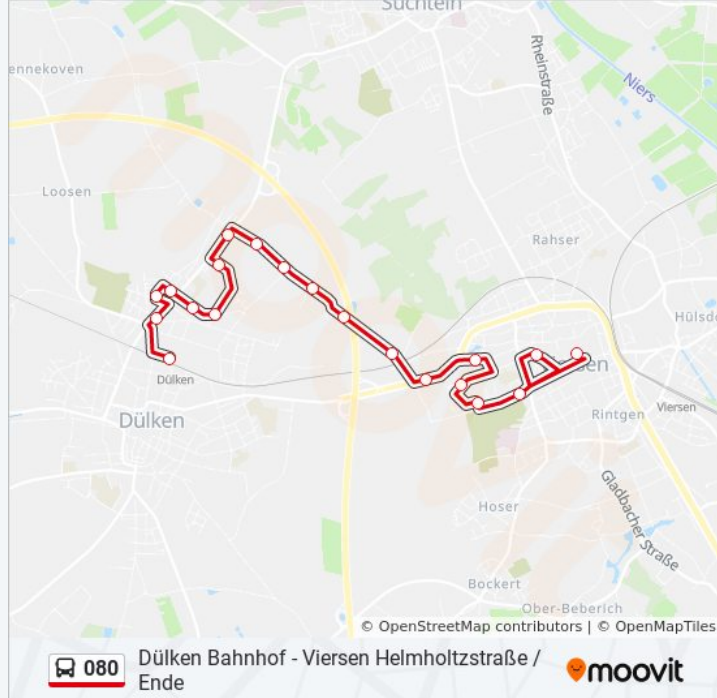 Süchteln
ennekoven
Rheinstraße
Niers
Loosen
Rahser
Hülsd
Viersen
Dülken
Rintgen
Viersen
Dülken
Gladbacher Straße
Hoser
Bockert
Ober-Beberich
© OpenStreetMap contributors | © OpenMapTiles
080
Dülken Bahnhof - Viersen Helmholtzstraße /
Ende
moovit